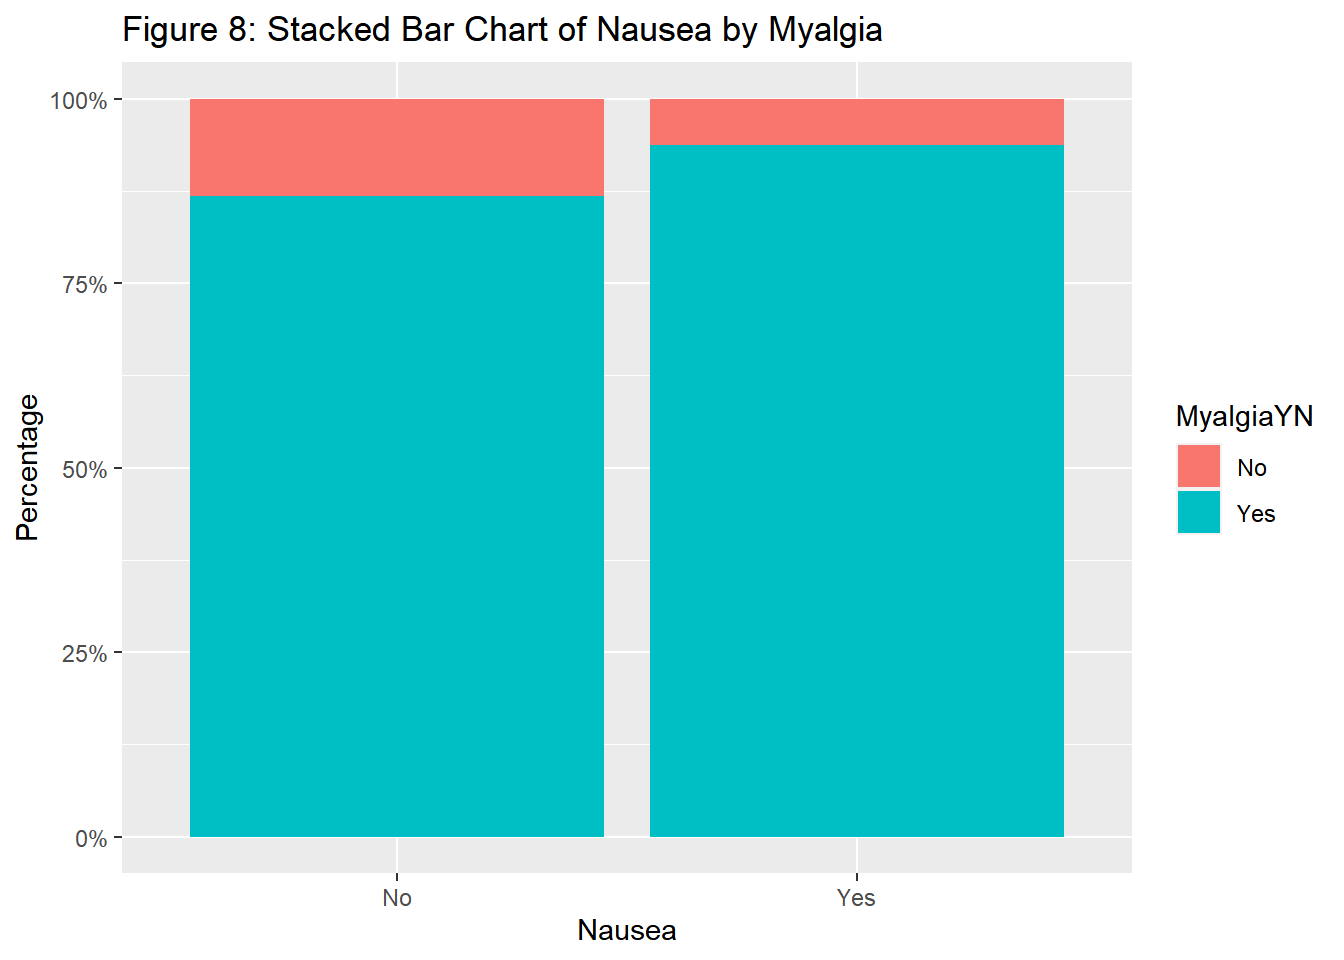 Figure 8: Stacked Bar Chart of Nausea by Myalgia
100%
75%
50%
25%
0%
Percentage
No
Yes
Nausea
MyalgiaYN
No
Yes